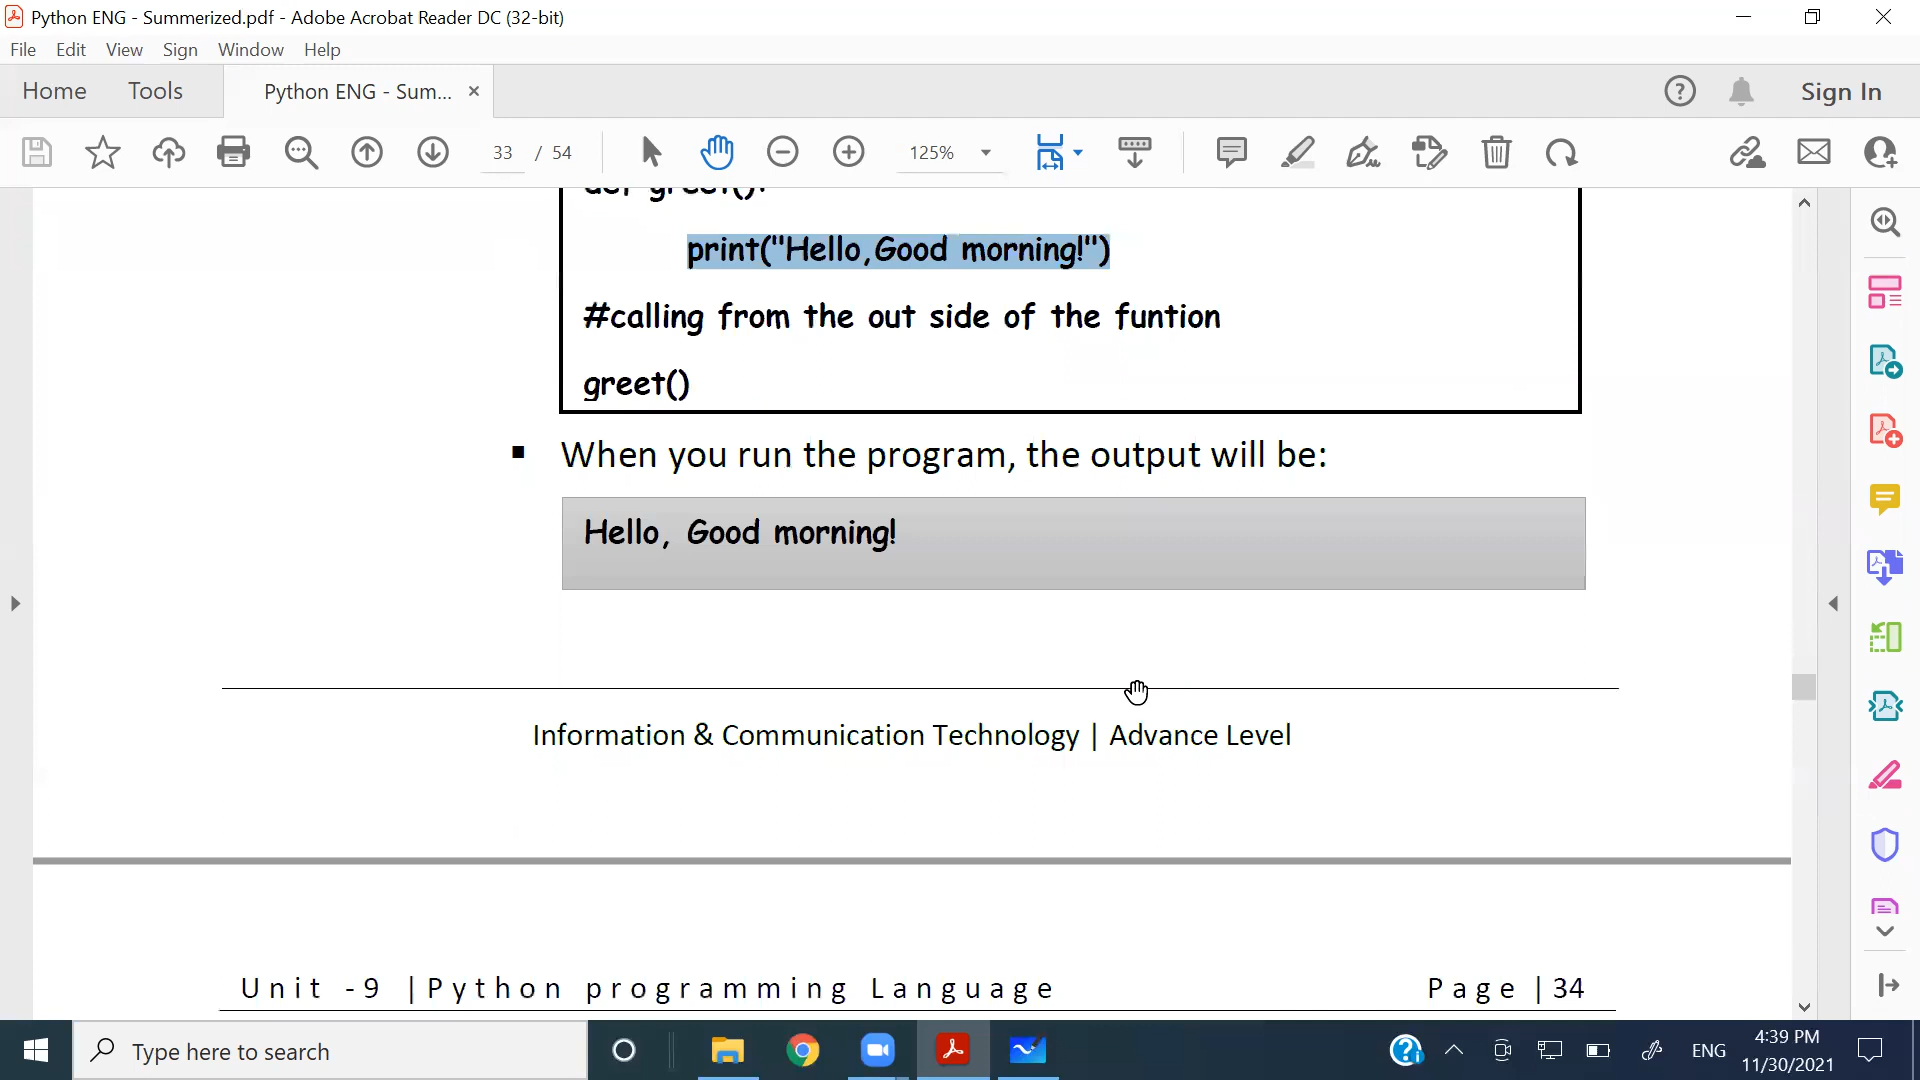 Python ENG - Summerized.pdf - Adobe Acrobat Reader DC (32-bit)
File Edit View Sign Window Help
Home Tools Python ENG - Sum... × Sign In
33 / 54 125%
def greet():
print("Hello,Good morning!")
#calling from the out side of the funtion
greet()
▪ When you run the program, the output will be:
Hello, Good morning!
Information & Communication Technology | Advance Level
Unit -9 |Python programming Language Page |34
Type here to search ENG 4:39 PM
11/30/2021